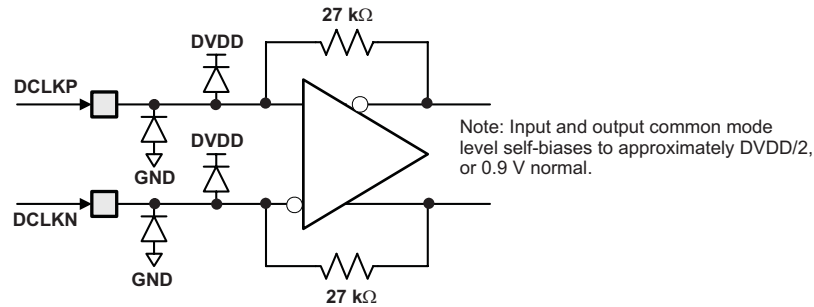 27 kΩ
DVDD
DCLKP
DVDD
GND
Note: Input and output common mode
level self-biases to approximately DVDD/2,
or 0.9 V normal.
DCLKN
GND
27 kΩ